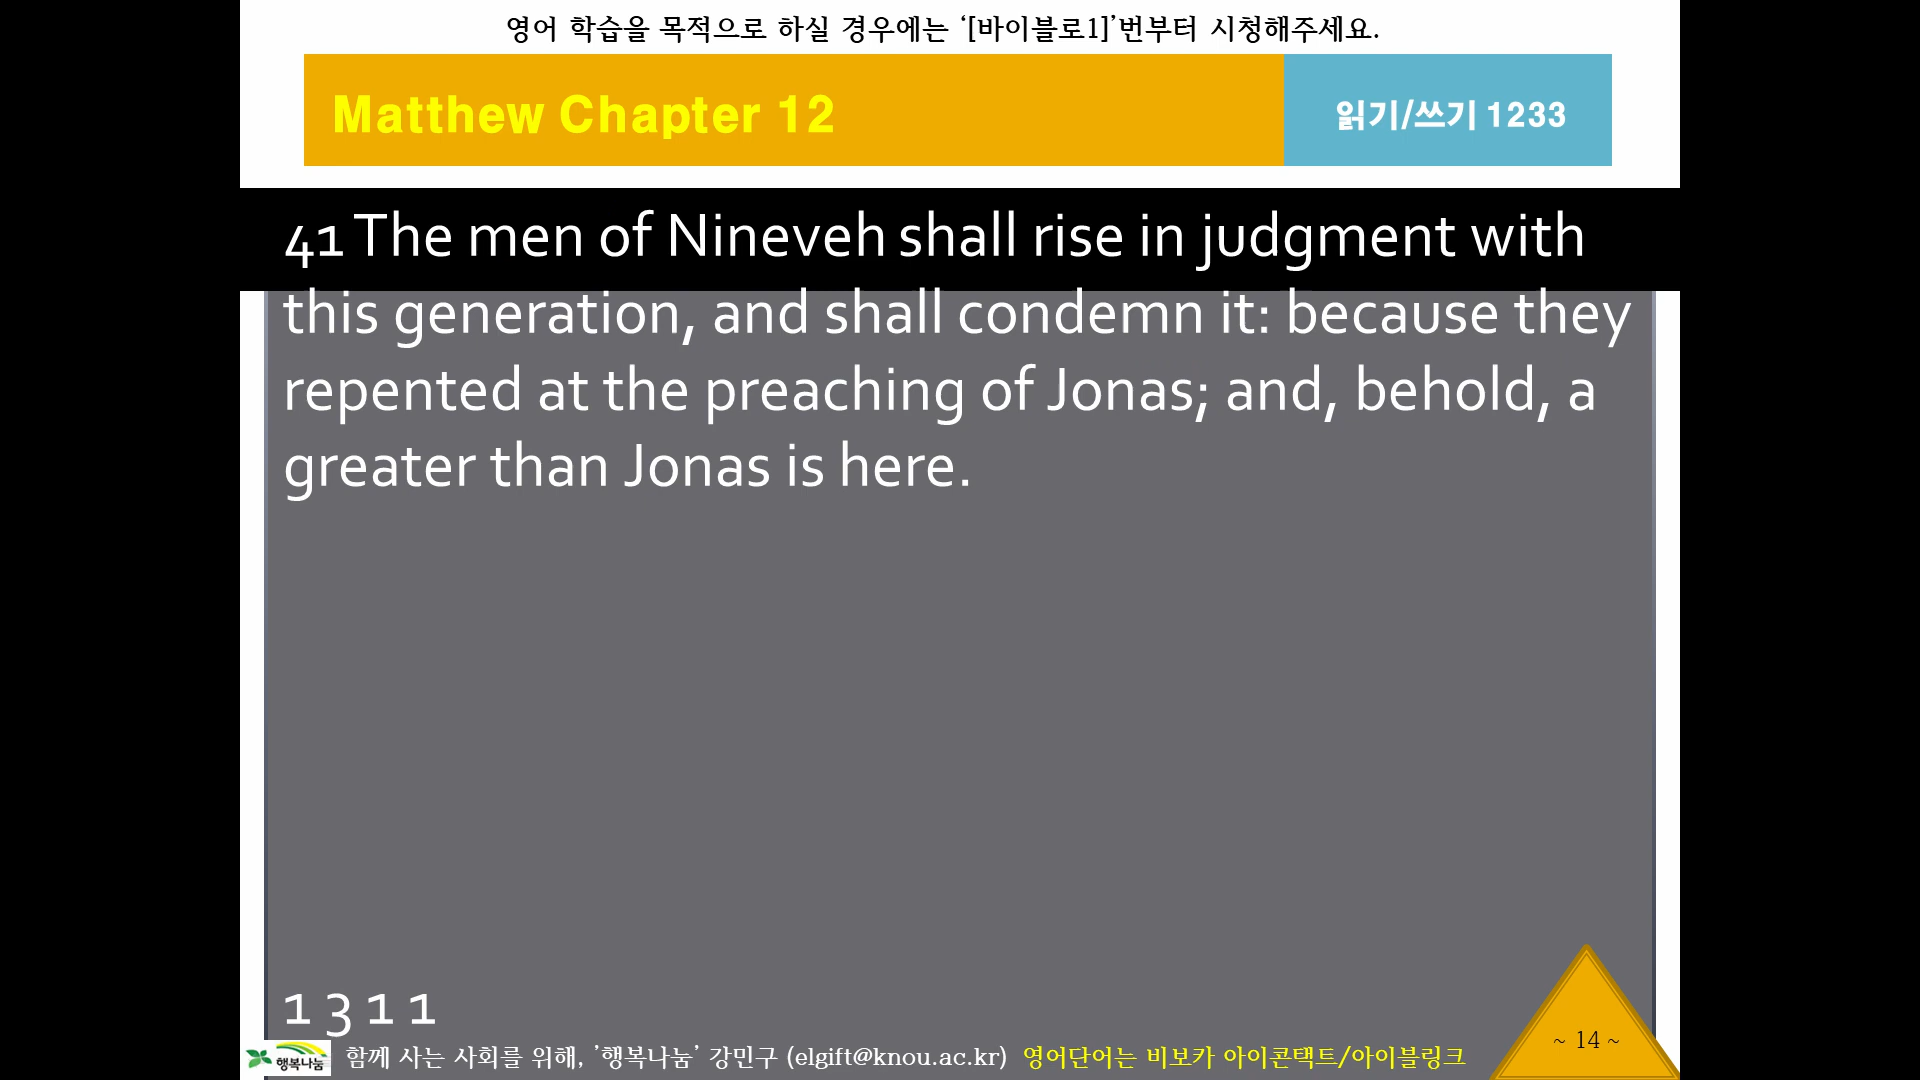 영어 학습을 목적으로 하실 경우에는 ‘[바이블로1]’번부터 시청해주세요.
Matthew Chapter 12
읽기/쓰기 1233
41 The men of Nineveh shall rise in judgment with
this generation, and shall condemn it: because they
repented at the preaching of Jonas; and, behold, a
greater than Jonas is here.
1 3 1 1
행복나눔 함께 사는 사회를 위해, ’행복나눔’ 강민구 (elgift@knou.ac.kr) 영어단어는 비보카 아이콘택트/아이블링크
~ 14 ~